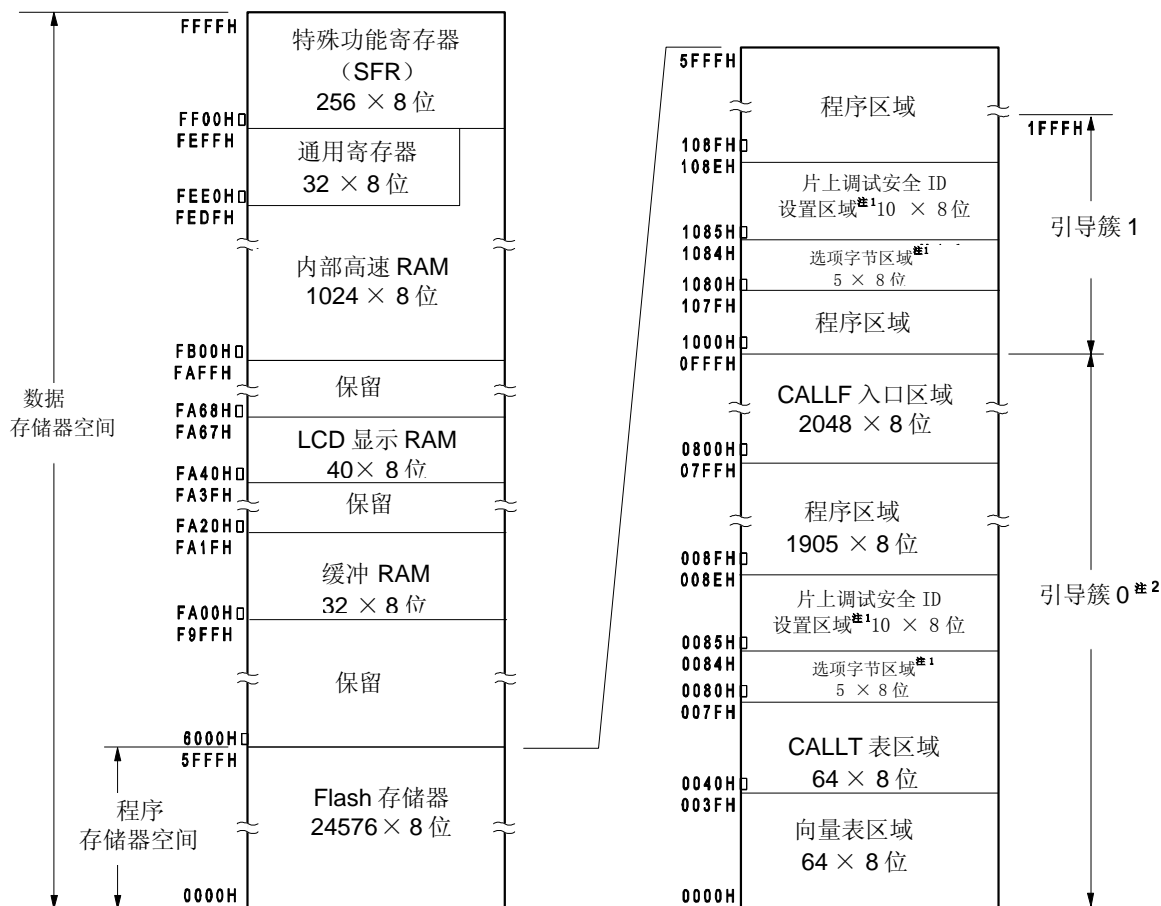 数据
存储器空间
程序
存储器空间
FFFFH
特殊功能寄存器
（SFR）
256 × 8 位
FF00H
FEFFH
通用寄存器
32 × 8 位
FEE0H
FEDFH
内部高速 RAM
1024 × 8 位
FB00H
FAFFH
保留
FA68H
FA67H
LCD 显示 RAM
40× 8 位
FA40H
FA3FH
保留
FA20H
FA1FH
缓冲 RAM
32 × 8 位
FA00H
F9FFH
保留
6000H
5FFFH
Flash 存储器
24576× 8 位
0000H
5FFFH
程序区域
108FH
108EH
片上调试安全 ID
设置区域注1 10 × 8 位
1085H
1084H
选项字节区域注1
5 × 8 位
1080H
107FH
程序区域
1000H
0FFFH
CALLF 入口区域
2048 × 8 位
0800H
07FFH
程序区域
1905 × 8 位
008FH
008EH
片上调试安全 ID
设置区域注1 10 × 8 位
0085H
0084H
选项字节区域注1
5 × 8 位
0080H
007FH
CALLT 表区域
64 × 8 位
0040H
003FH
向量表区域
64 × 8 位
0000H
1FFFH
引导簇 1
引导簇 0注2